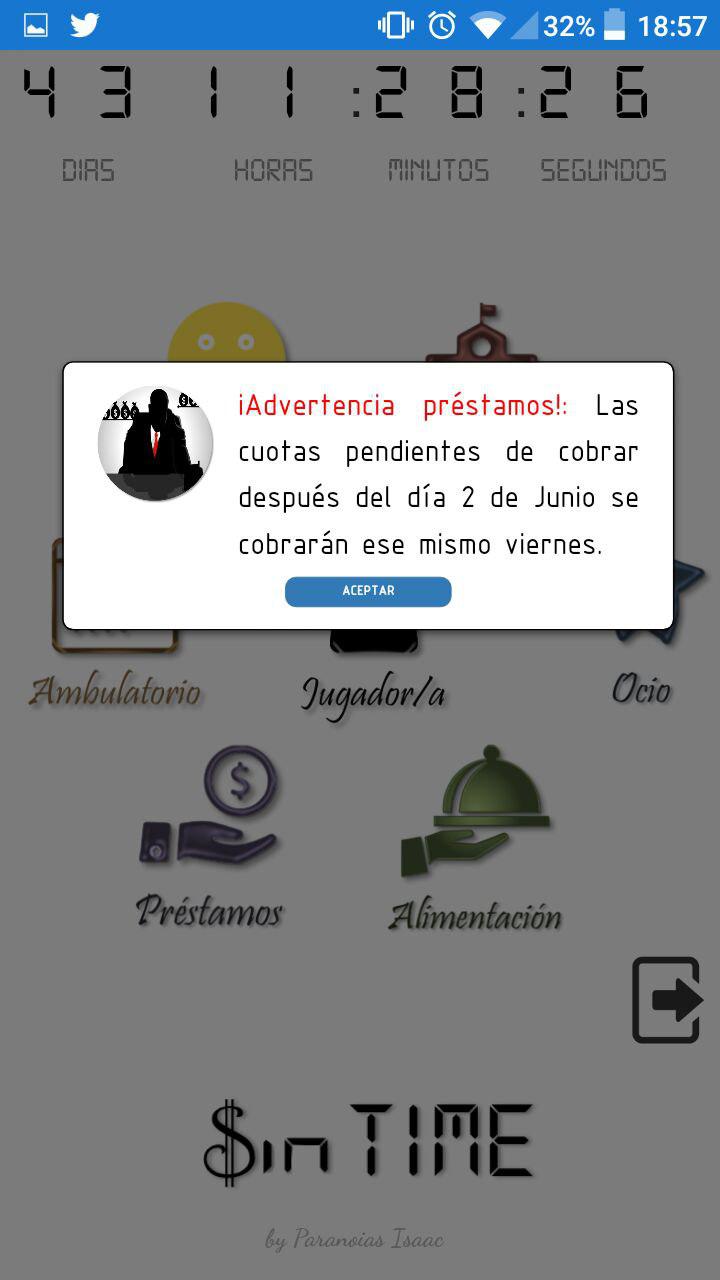 32% 18:57
43 11 :28:26
DIAS HORAS MINUTOS SEGUNDOS
¡Advertencia préstamos!: Las
cuotas pendientes de cobrar
después del día 2 de Junio se
cobrarán ese mismo viernes.
ACEPTAR
Ambulatorio Jugador/a Ocio
Préstamos Alimentación
$in TIME
by Paranoias Isaac